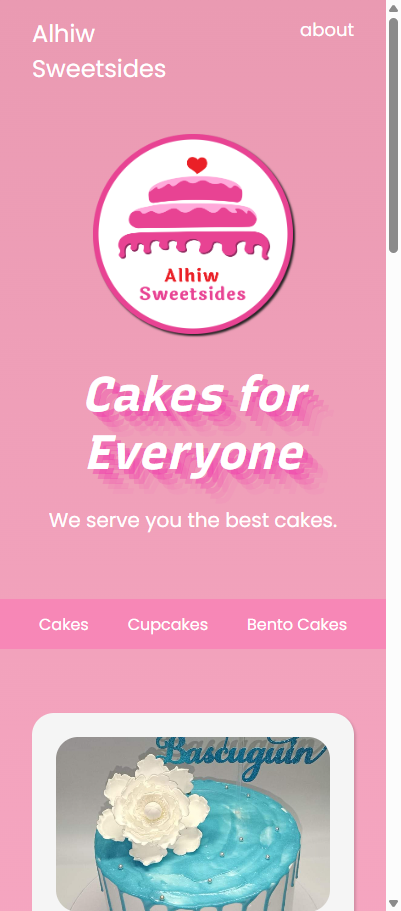 Alhiw
Sweetsides
about
Alhiw
Sweetsides
Cakes for
Everyone
We serve you the best cakes.
Cakes
Cupcakes
Bento Cakes
Bascuguin